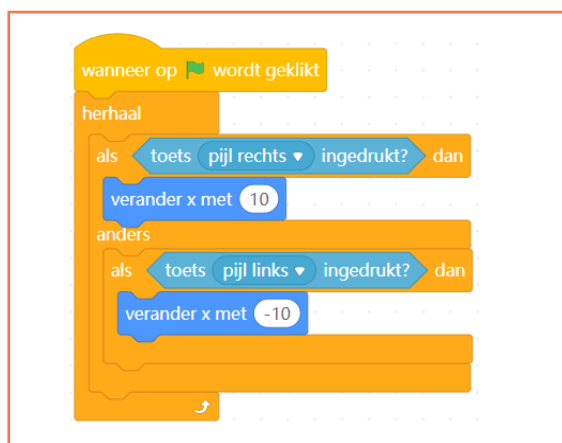 wanneer op wordt geklikt
herhaal
als toets pijl rechts ingedrukt? dan
verander x met 10
anders
als toets pijl links ingedrukt? dan
verander x met -10